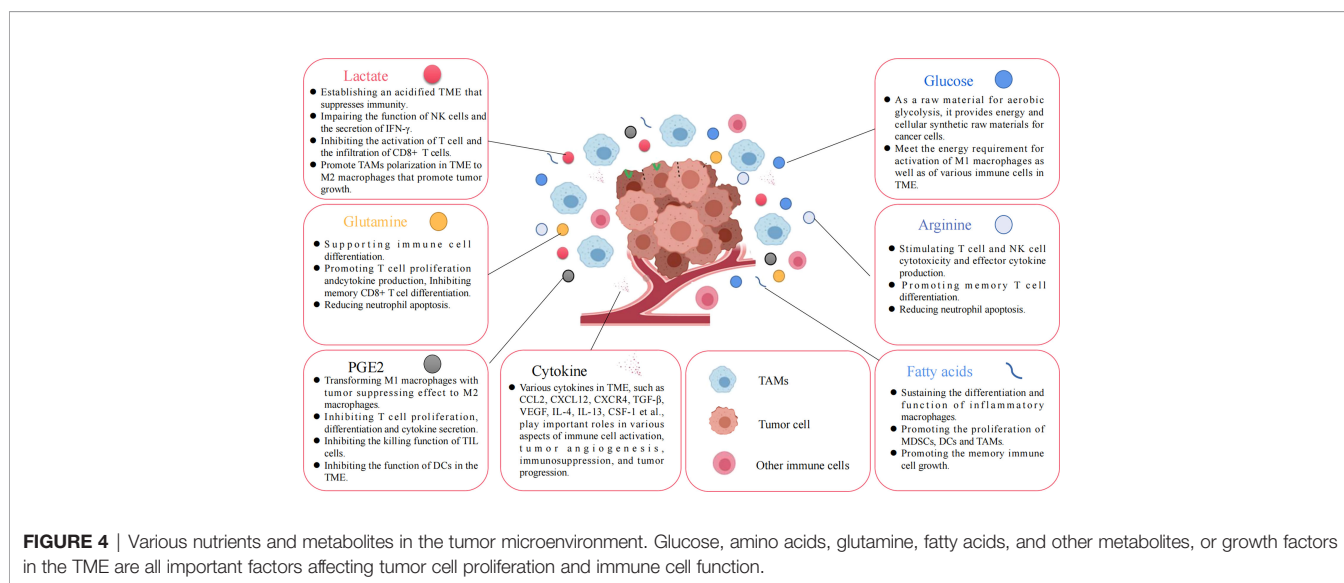 Lactate
● Establishing an acidified TME that
suppresses immunity.
● Impairing the function of NK cells and
the secretion of IFN-γ.
● Inhibiting the activation of T cell and
the infiltration of CD8+ T cells.
● Promote TAMs polarization in TME to
M2 macrophages that promote tumor
growth.
Glutamine
● Supporting immune cell
differentiation.
● Promoting T cell proliferation
andcytokine production, Inhibiting
memory CD8+ T cel differentiation.
● Reducing neutrophil apoptosis.
PGE2
● Transforming M1 macrophages with
tumor suppressing effect to M2
macrophages.
● Inhibiting T cell proliferation,
differentiation and cytokine secretion.
● Inhibiting the killing function of TIL
cells.
● Inhibiting the function of DCs in the
TME.
Cytokine
● Various cytokines in TME, such as
CCL2, CXCL12, CXCR4, TGF-β,
VEGF, IL-4, IL-13, CSF-1 et al.,
play important roles in various
aspects of immune cell activation,
tumor angiogenesis,
immunosuppression, and tumor
progression.
TAMs
Tumor cell
Other immune cells
Glucose
● As a raw material for aerobic
glycolysis, it provides energy and
cellular synthetic raw materials for
cancer cells.
● Meet the energy requirement for
activation of M1 macrophages as
well as of various immune cells in
TME.
Arginine
● Stimulating T cell and NK cell
cytotoxicity and effector cytokine
production.
● Promoting memory T cell
differentiation.
● Reducing neutrophil apoptosis.
Fatty acids
● Sustaining the differentiation and
function of inflammatory
macrophages.
● Promoting the proliferation of
MDSCs, DCs and TAMs.
● Promoting the memory immune
cell growth.
FIGURE 4 | Various nutrients and metabolites in the tumor microenvironment. Glucose, amino acids, glutamine, fatty acids, and other metabolites, or growth factors
in the TME are all important factors affecting tumor cell proliferation and immune cell function.